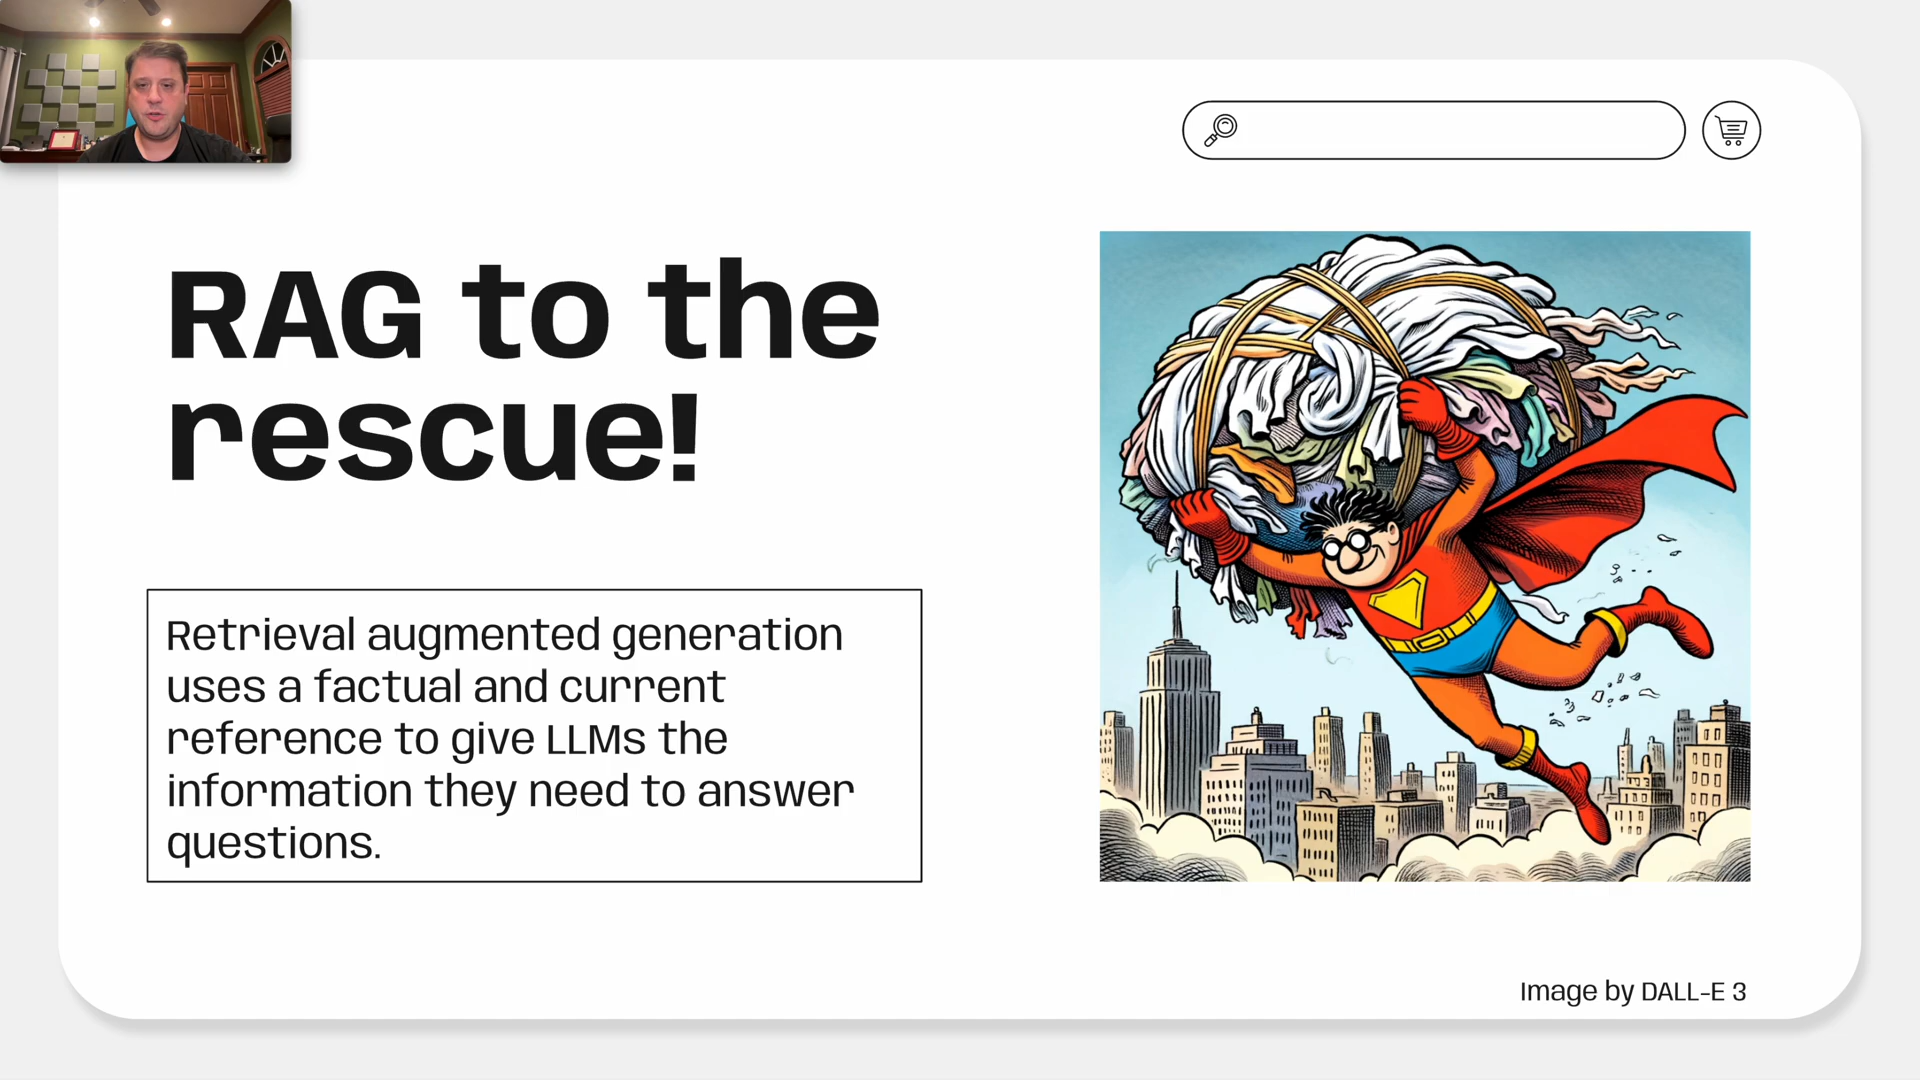 RAG to the
rescue!
Retrieval augmented generation
uses a factual and current
reference to give LLMs the
information they need to answer
questions.
Image by DALL-E 3